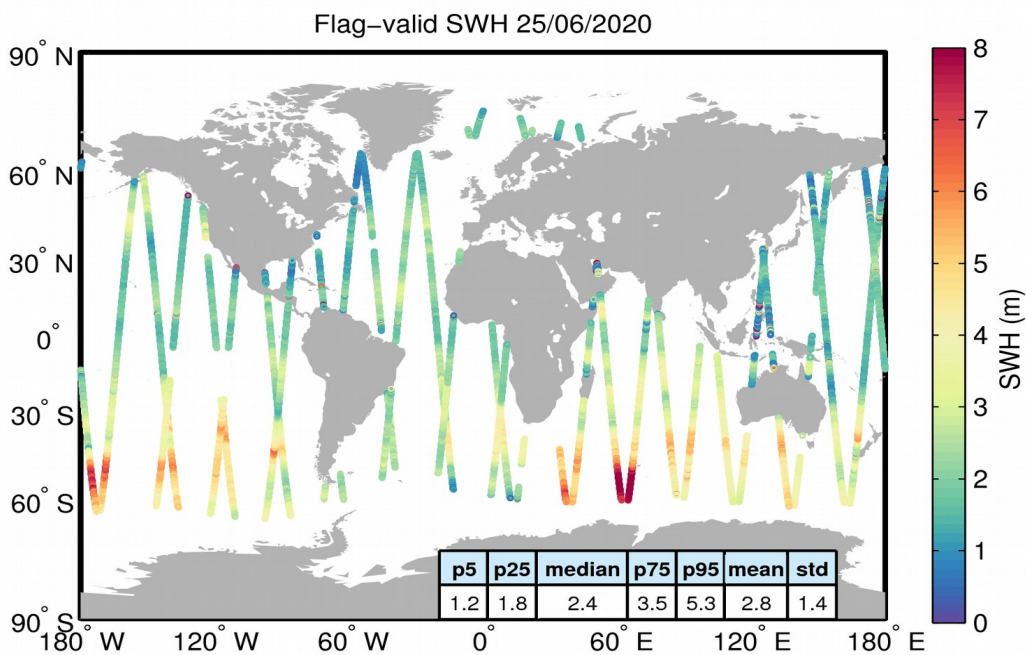 Flag–valid SWH 25/06/2020
90° N
60° N
30° N
0°
30° S
60° S
90° S
180° W
120° W
60° W
0°
60° E
120° E
180° E
8
7
6
5
4
3
2
1
0
SWH (m)
p5 p25 median p75 p95 mean std
1.2 1.8 2.4 3.5 5.3 2.8 1.4